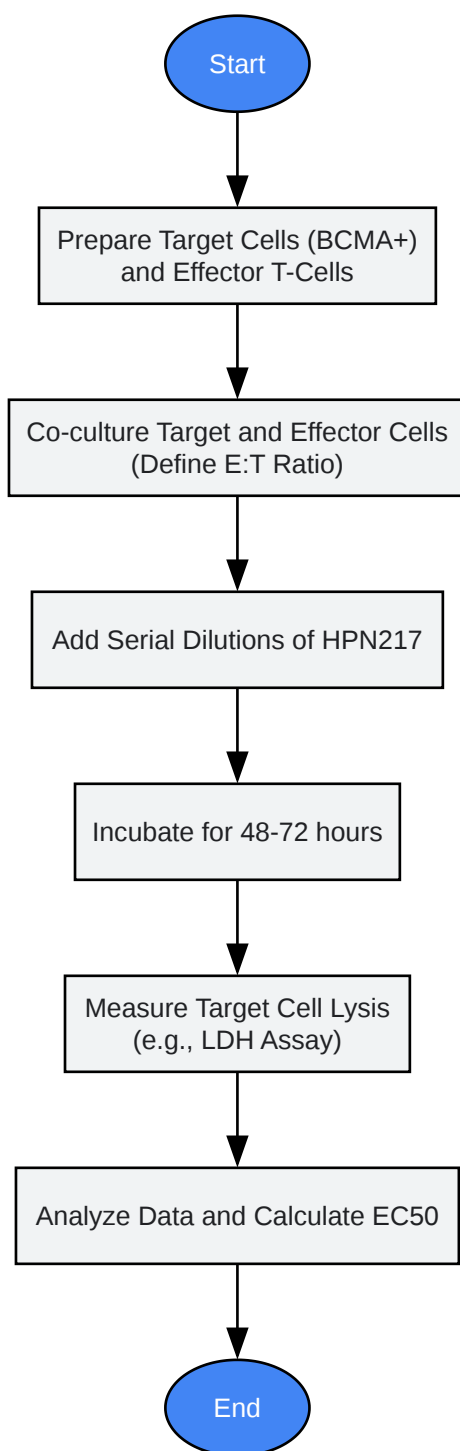 Start
Prepare Target Cells (BCMA+)
and Effector T-Cells
Co-culture Target and Effector Cells
(Define E:T Ratio)
Add Serial Dilutions of HPN217
Incubate for 48-72 hours
Measure Target Cell Lysis
(e.g., LDH Assay)
Analyze Data and Calculate EC50
End